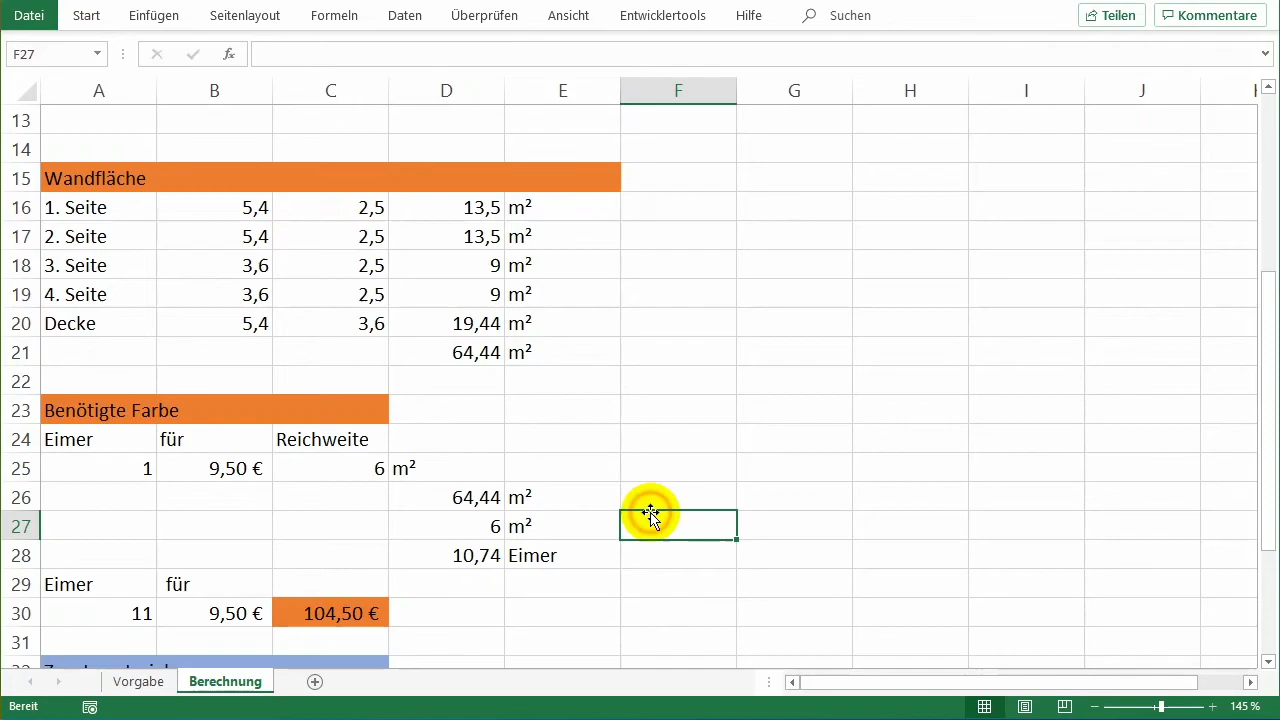 Datei Start Einfügen Seitenlayout Formeln Daten Überprüfen Ansicht Entwicklertools Hilfe Suchen Teilen Kommentare
F27 fx
A B C D E F G H I J
13
14
15 Wandfläche
16 1. Seite 5,4 2,5 13,5 m²
17 2. Seite 5,4 2,5 13,5 m²
18 3. Seite 3,6 2,5 9 m²
19 4. Seite 3,6 2,5 9 m²
20 Decke 5,4 3,6 19,44 m²
21 64,44 m²
22
23 Benötigte Farbe
24 Eimer für Reichweite
25 1 9,50 € 6 m²
26 64,44 m²
27 6 m²
28 10,74 Eimer
29 Eimer für
30 11 9,50 € 104,50 €
31
Vorgabe Berechnung
Bereit 145 %